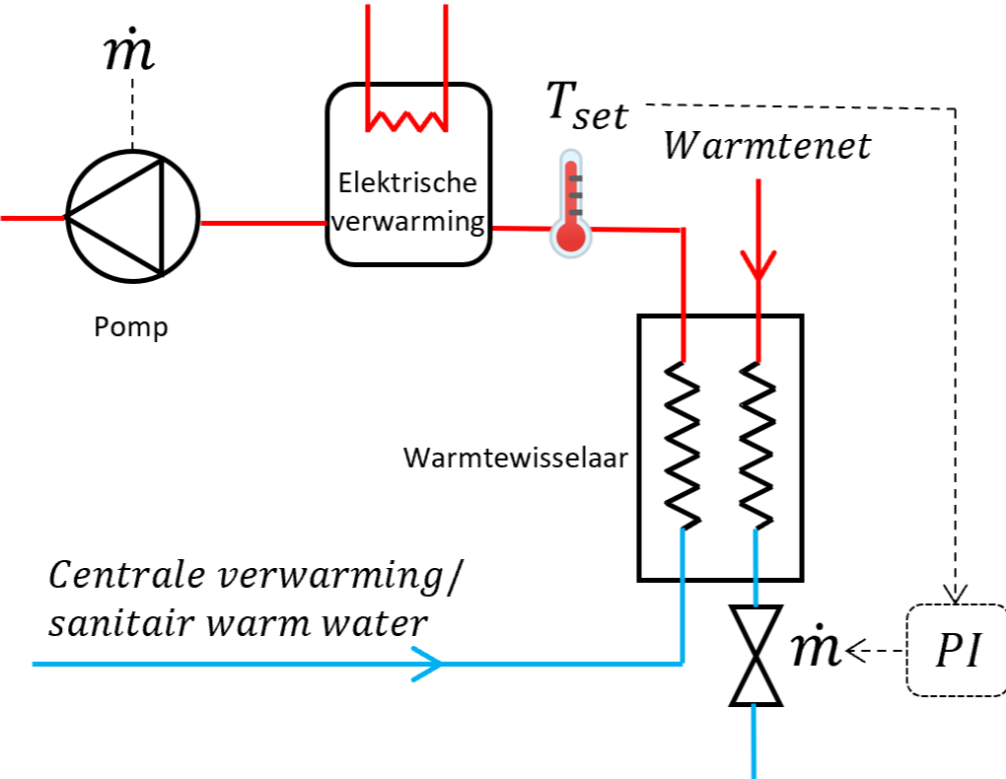 ṁ
T_set
Warmtenet
Elektrische
verwarming
Pomp
Warmtewisselaar
Centrale verwarming/
sanitair warm water
ṁ
PI